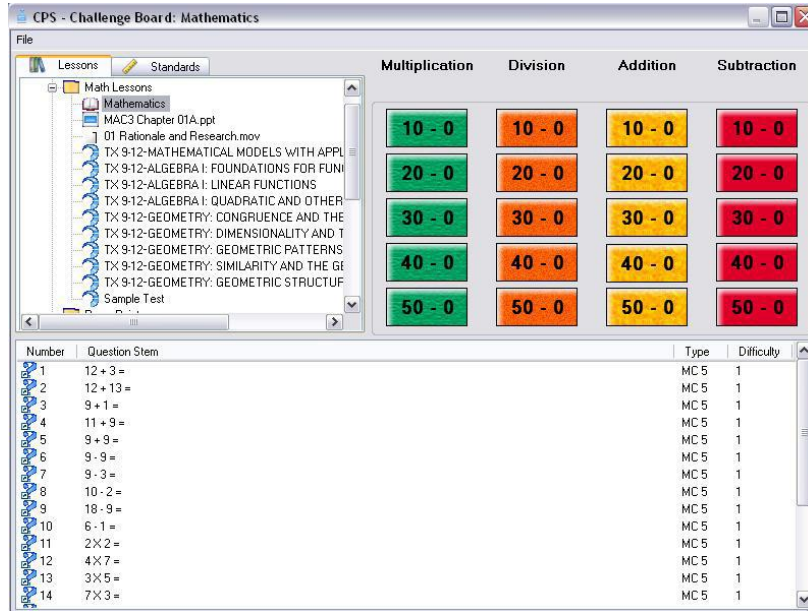 CPS - Challenge Board: Mathematics
File
Lessons
Standards
Math Lessons
Mathematics
MAC3 Chapter 01A.ppt
01 Rationale and Research.mov
TX 9-12-MATHEMATICAL MODELS WITH APPL
TX 9-12-ALGEBRA I: FOUNDATIONS FOR FUN
TX 9-12-ALGEBRA I: LINEAR FUNCTIONS
TX 9-12-ALGEBRA I: QUADRATIC AND OTHER
TX 9-12-GEOMETRY: CONGRUENCE AND THE
TX 9-12-GEOMETRY: DIMENSIONALITY AND T
TX 9-12-GEOMETRY: GEOMETRIC PATTERNS
TX 9-12-GEOMETRY: SIMILARITY AND THE GE
TX 9-12-GEOMETRY: GEOMETRIC STRUCTUR
Sample Test
Multiplication Division Addition Subtraction
10 - 0 10 - 0 10 - 0 10 - 0
20 - 0 20 - 0 20 - 0 20 - 0
30 - 0 30 - 0 30 - 0 30 - 0
40 - 0 40 - 0 40 - 0 40 - 0
50 - 0 50 - 0 50 - 0 50 - 0
Number Question Stem Type Difficulty
1 12 + 3 = MC 5 1
2 12 + 13 = MC 5 1
3 9 + 1 = MC 5 1
4 11 + 9 = MC 5 1
5 9 + 9 = MC 5 1
6 9 - 9 = MC 5 1
7 9 - 3 = MC 5 1
8 10 - 2 = MC 5 1
9 18 - 9 = MC 5 1
10 6 - 1 = MC 5 1
11 2 X 2 = MC 5 1
12 4 X 7 = MC 5 1
13 3 X 5 = MC 5 1
14 7 X 3 = MC 5 1